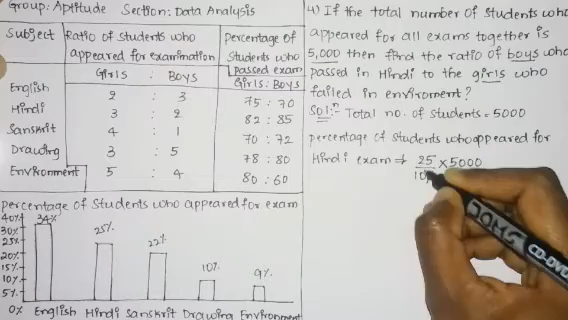 Group: Aptitude Section: Data Analysis
Subject
Ratio of Students who appeared for examination
Girls : Boys
percentage of Students who passed exam
Girls : Boys
English 2 : 3 75 : 70
Hindi 3 : 2 82 : 85
Sanskrit 4 : 1 70 : 72
Drawing 3 : 5 78 : 80
Environment 5 : 4 80 : 60
percentage of Students who appeared for exam
40%
30%
25%
20%
15%
10%
5%
0%
34%
25%
22%
10%
9%
English Hindi Sanskrit Drawing Environment
4) If the total number of Students who
appeared for all exams together is
5,000 then find the ratio of boys who
passed in Hindi to the girls who
failed in enviroment?
Sol:-n Total no. of Students = 5000
percentage of Students who appeared for
Hindi exam ⇒ 25 × 5000
DOMS CD-DVD